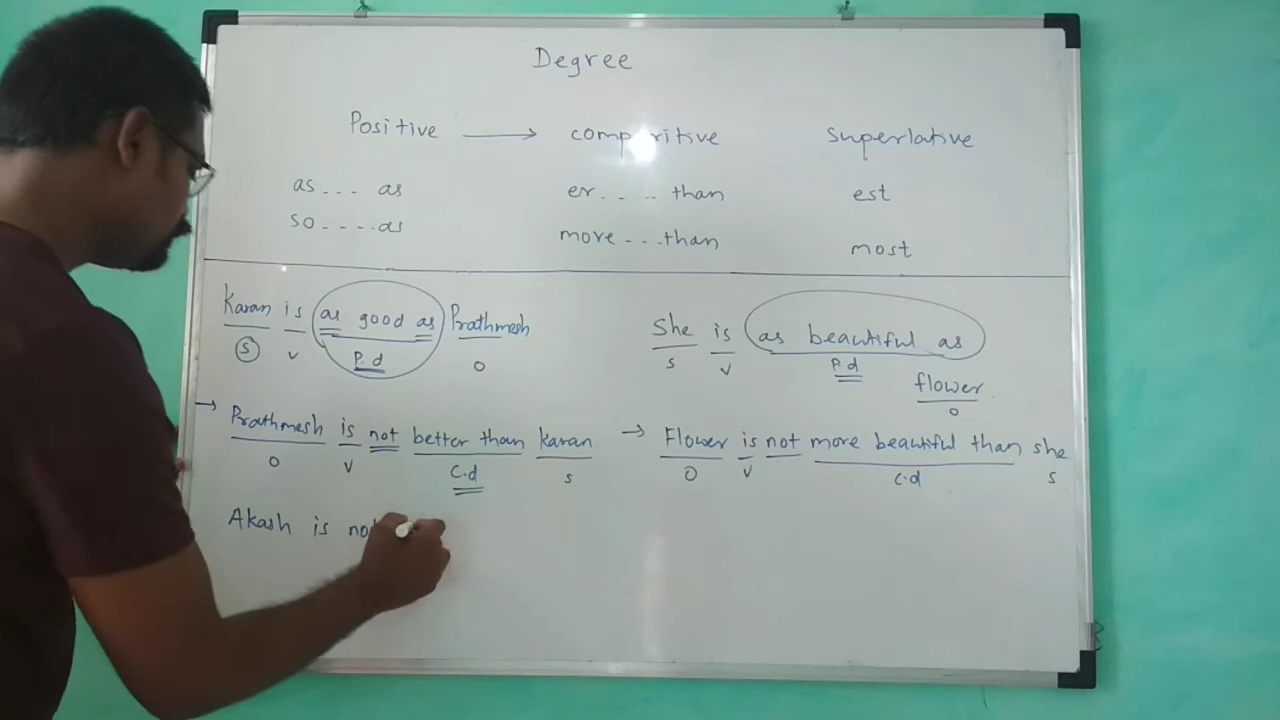 Degree
Positive → comparitive superlative
as... as er..... than est
so....as more...than most
Karan is as good as Prathmesh
S v P.d o
She is as beautiful as
s v P.d
flower
o
→ Prathmesh is not better than karan
o v c.d s
→ Flower is not more beautiful than she
o v c.d s
Akash is not